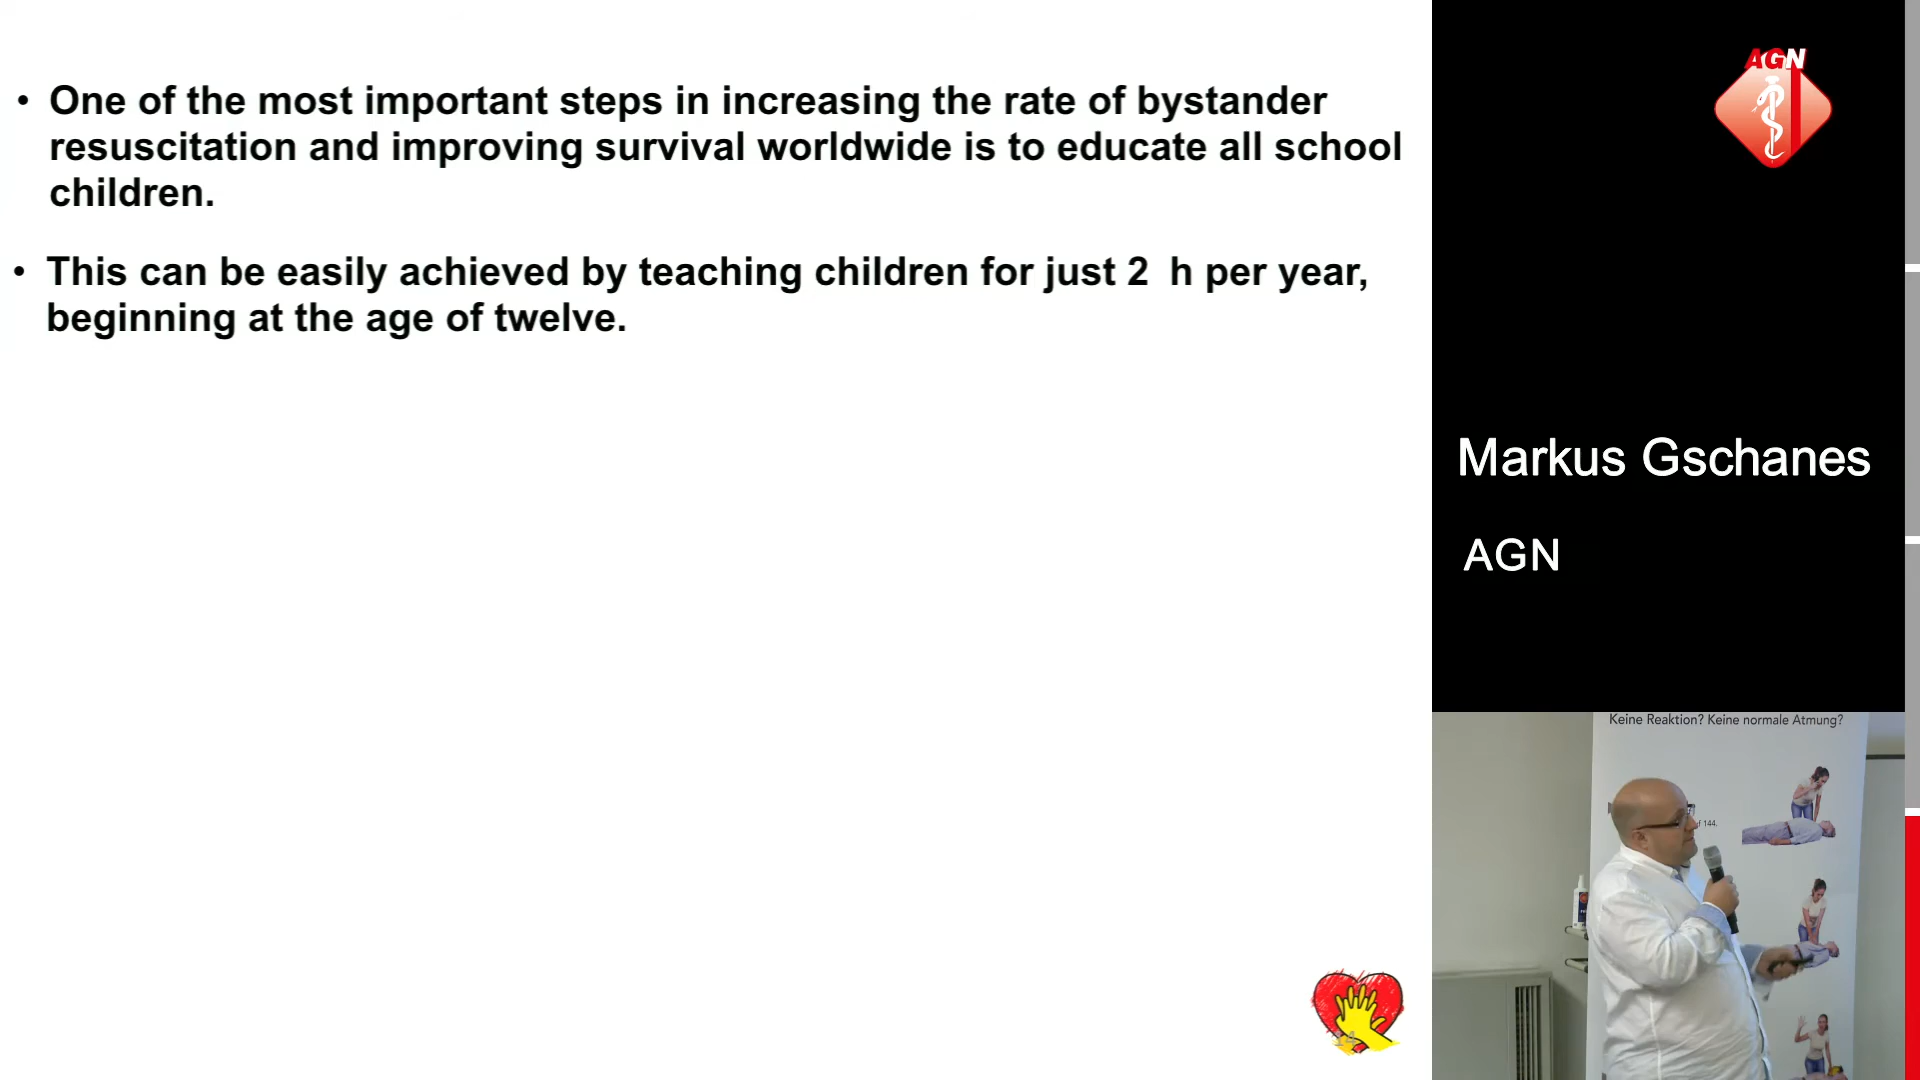 • One of the most important steps in increasing the rate of bystander
resuscitation and improving survival worldwide is to educate all school
children.
• This can be easily achieved by teaching children for just 2 h per year,
beginning at the age of twelve.
AGN
Markus Gschanes
AGN
Keine Reaktion? Keine normale Atmung?
144.